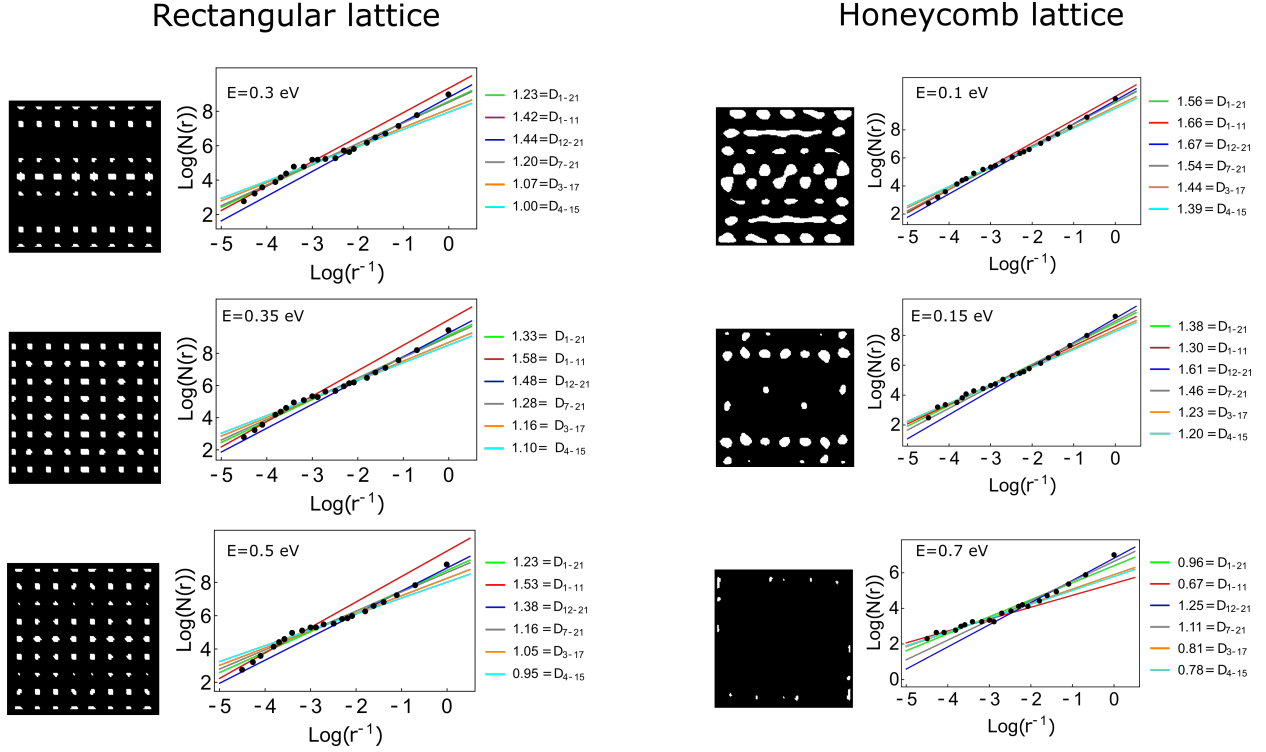 Rectangular lattice
Honeycomb lattice
E=0.3 eV
Log(N(r))
8
6
4
2
-5 -4 -3 -2 -1 0
Log(r⁻¹)
1.23=D₁₋₂₁
1.42=D₁₋₁₁
1.44=D₁₂₋₂₁
1.20=D₇₋₂₁
1.07=D₃₋₁₇
1.00=D₄₋₁₅
E=0.1 eV
Log(N(r))
8
6
4
2
-5 -4 -3 -2 -1 0
Log(r⁻¹)
1.56=D₁₋₂₁
1.66=D₁₋₁₁
1.67=D₁₂₋₂₁
1.54=D₇₋₂₁
1.44=D₃₋₁₇
1.39=D₄₋₁₅
E=0.35 eV
Log(N(r))
8
6
4
2
-5 -4 -3 -2 -1 0
Log(r⁻¹)
1.33= D₁₋₂₁
1.58= D₁₋₁₁
1.48= D₁₂₋₂₁
1.28= D₇₋₂₁
1.16= D₃₋₁₇
1.10= D₄₋₁₅
E=0.15 eV
Log(N(r))
8
6
4
2
-5 -4 -3 -2 -1 0
Log(r⁻¹)
1.38 =D₁₋₂₁
1.30 =D₁₋₁₁
1.61 =D₁₂₋₂₁
1.46 =D₇₋₂₁
1.23 =D₃₋₁₇
1.20 =D₄₋₁₅
E=0.5 eV
Log(N(r))
8
6
4
2
-5 -4 -3 -2 -1 0
Log(r⁻¹)
1.23 =D₁₋₂₁
1.53 =D₁₋₁₁
1.38 =D₁₂₋₂₁
1.16 =D₇₋₂₁
1.05 =D₃₋₁₇
0.95 =D₄₋₁₅
E=0.7 eV
Log(N(r))
6
4
2
0
-5 -4 -3 -2 -1 0
Log(r⁻¹)
0.96 =D₁₋₂₁
0.67 =D₁₋₁₁
1.25 =D₁₂₋₂₁
1.11 =D₇₋₂₁
0.81 =D₃₋₁₇
0.78 =D₄₋₁₅